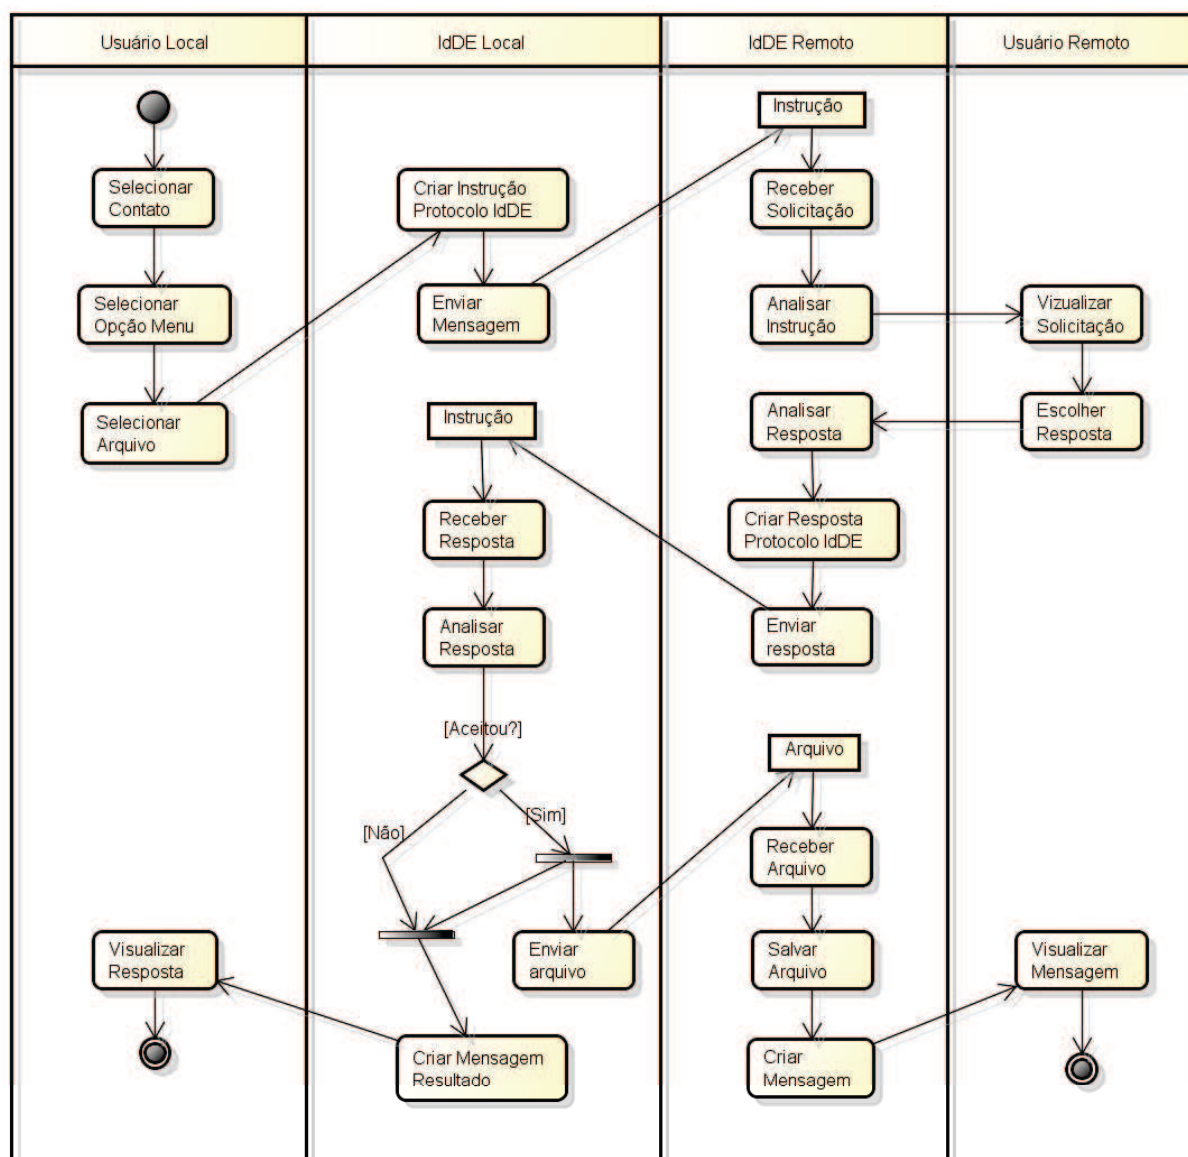 Usuário Local
IdDE Local
IdDE Remoto
Usuário Remoto
Selecionar
Contato
Selecionar
Opção Menu
Selecionar
Arquivo
Criar Instrução
Protocolo IdDE
Enviar
Mensagem
Instrução
Receber
Solicitação
Analisar
Instrução
Vizualizar
Solicitação
Escolher
Resposta
Analisar
Resposta
Criar Resposta
Protocolo IdDE
Enviar
resposta
Instrução
Receber
Resposta
Analisar
Resposta
[Aceitou?]
[Não]
[Sim]
Enviar
arquivo
Arquivo
Receber
Arquivo
Salvar
Arquivo
Criar
Mensagem
Visualizar
Mensagem
Criar Mensagem
Resultado
Visualizar
Resposta